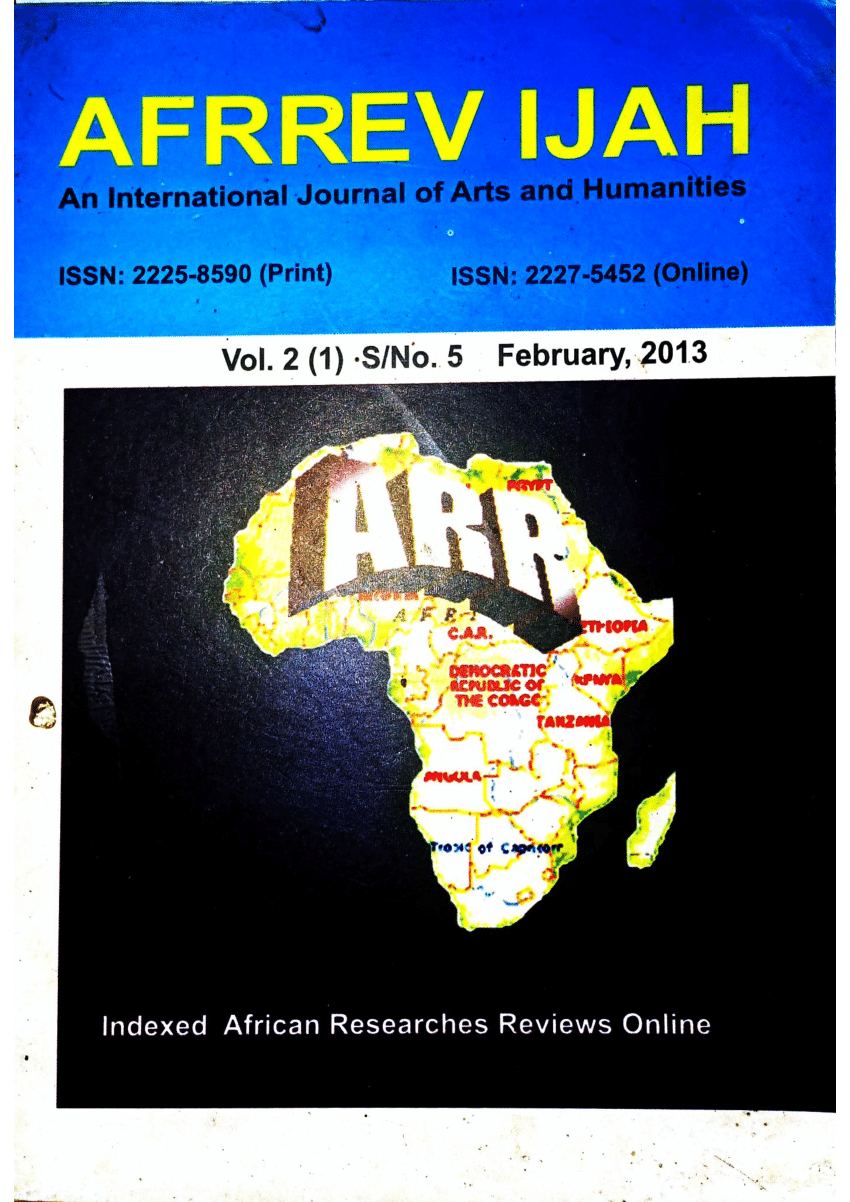 AFRREV IJAH
An International Journal of Arts and Humanities
ISSN: 2225-8590 (Print) ISSN: 2227-5452 (Online)
Vol. 2 (1) ·S/No. 5 February, 2013
ARR
EGYPT
AFRI
C.A.R.
ETHIOPIA
DEMOCRATIC
REPUBLIC OF
THE CONGO
KENYA
TANZANIA
ANGULA
Tropic of Capricorn
Indexed African Researches Reviews Online